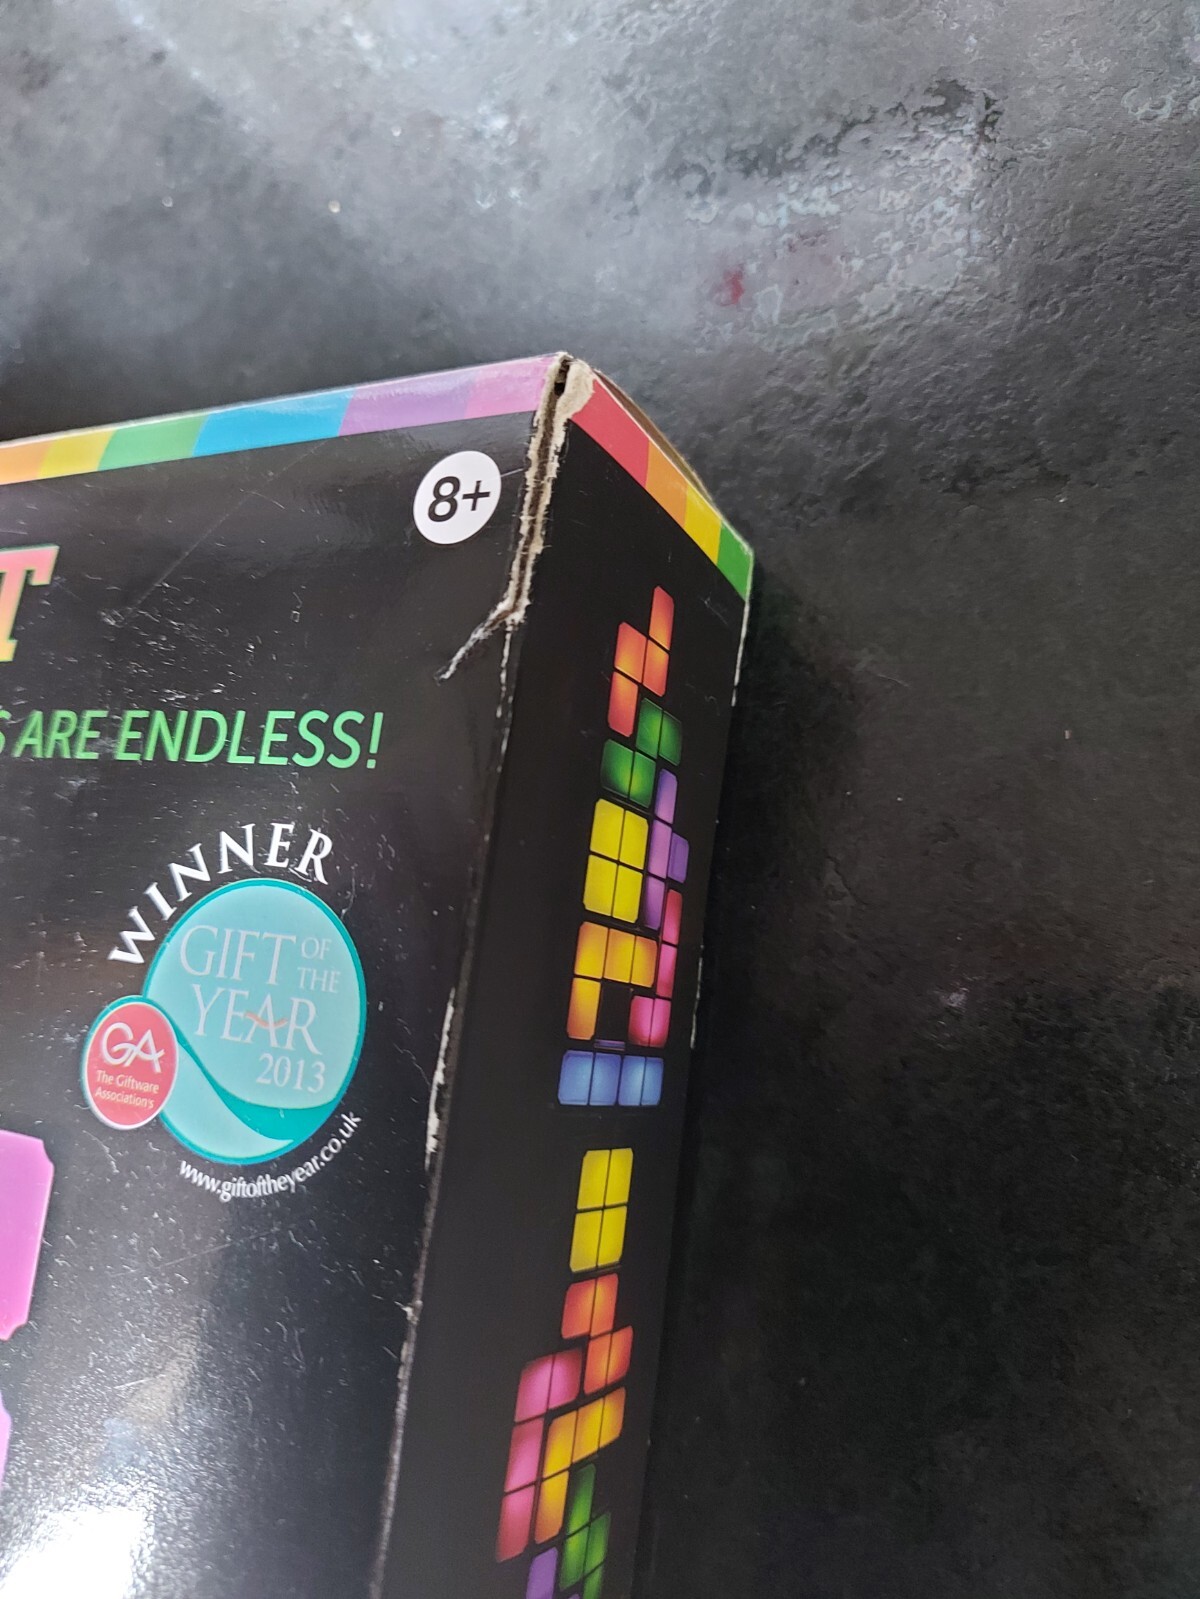 8+
T
S ARE ENDLESS!
WINNER
GIFT OF
THE
YEAR
2013
GA
The Giftware
Association's
www.giftoftheyear.co.uk